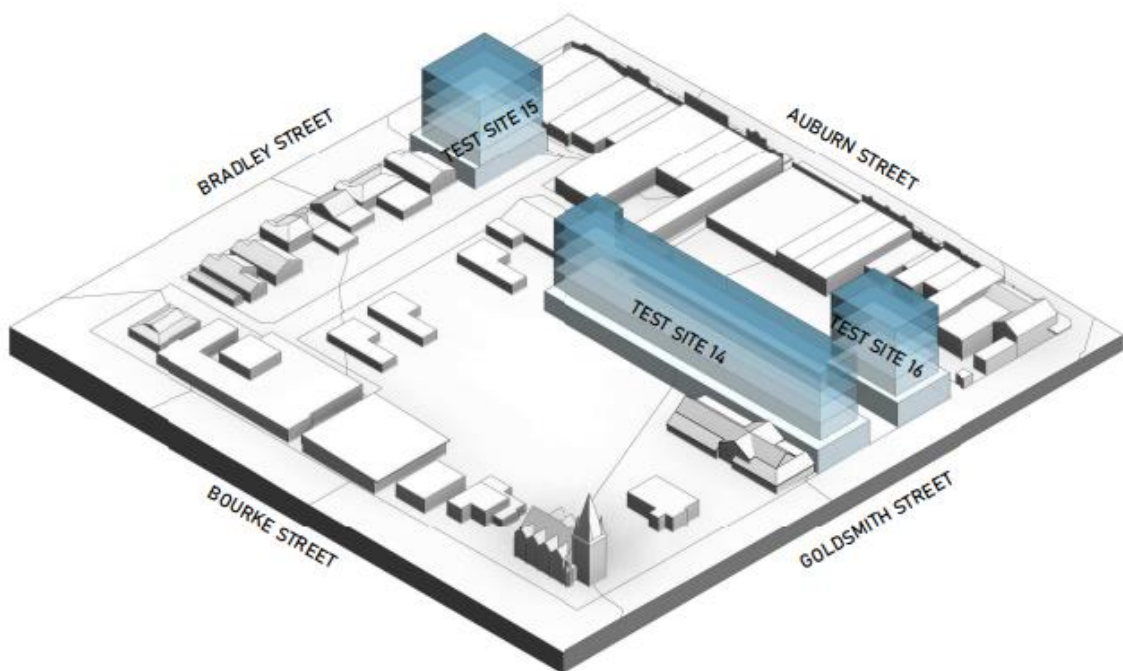 TEST SITE 15
BRADLEY STREET
AUBURN STREET
TEST SITE 14
TEST SITE 16
BOURKE STREET
GOLDSMITH STREET